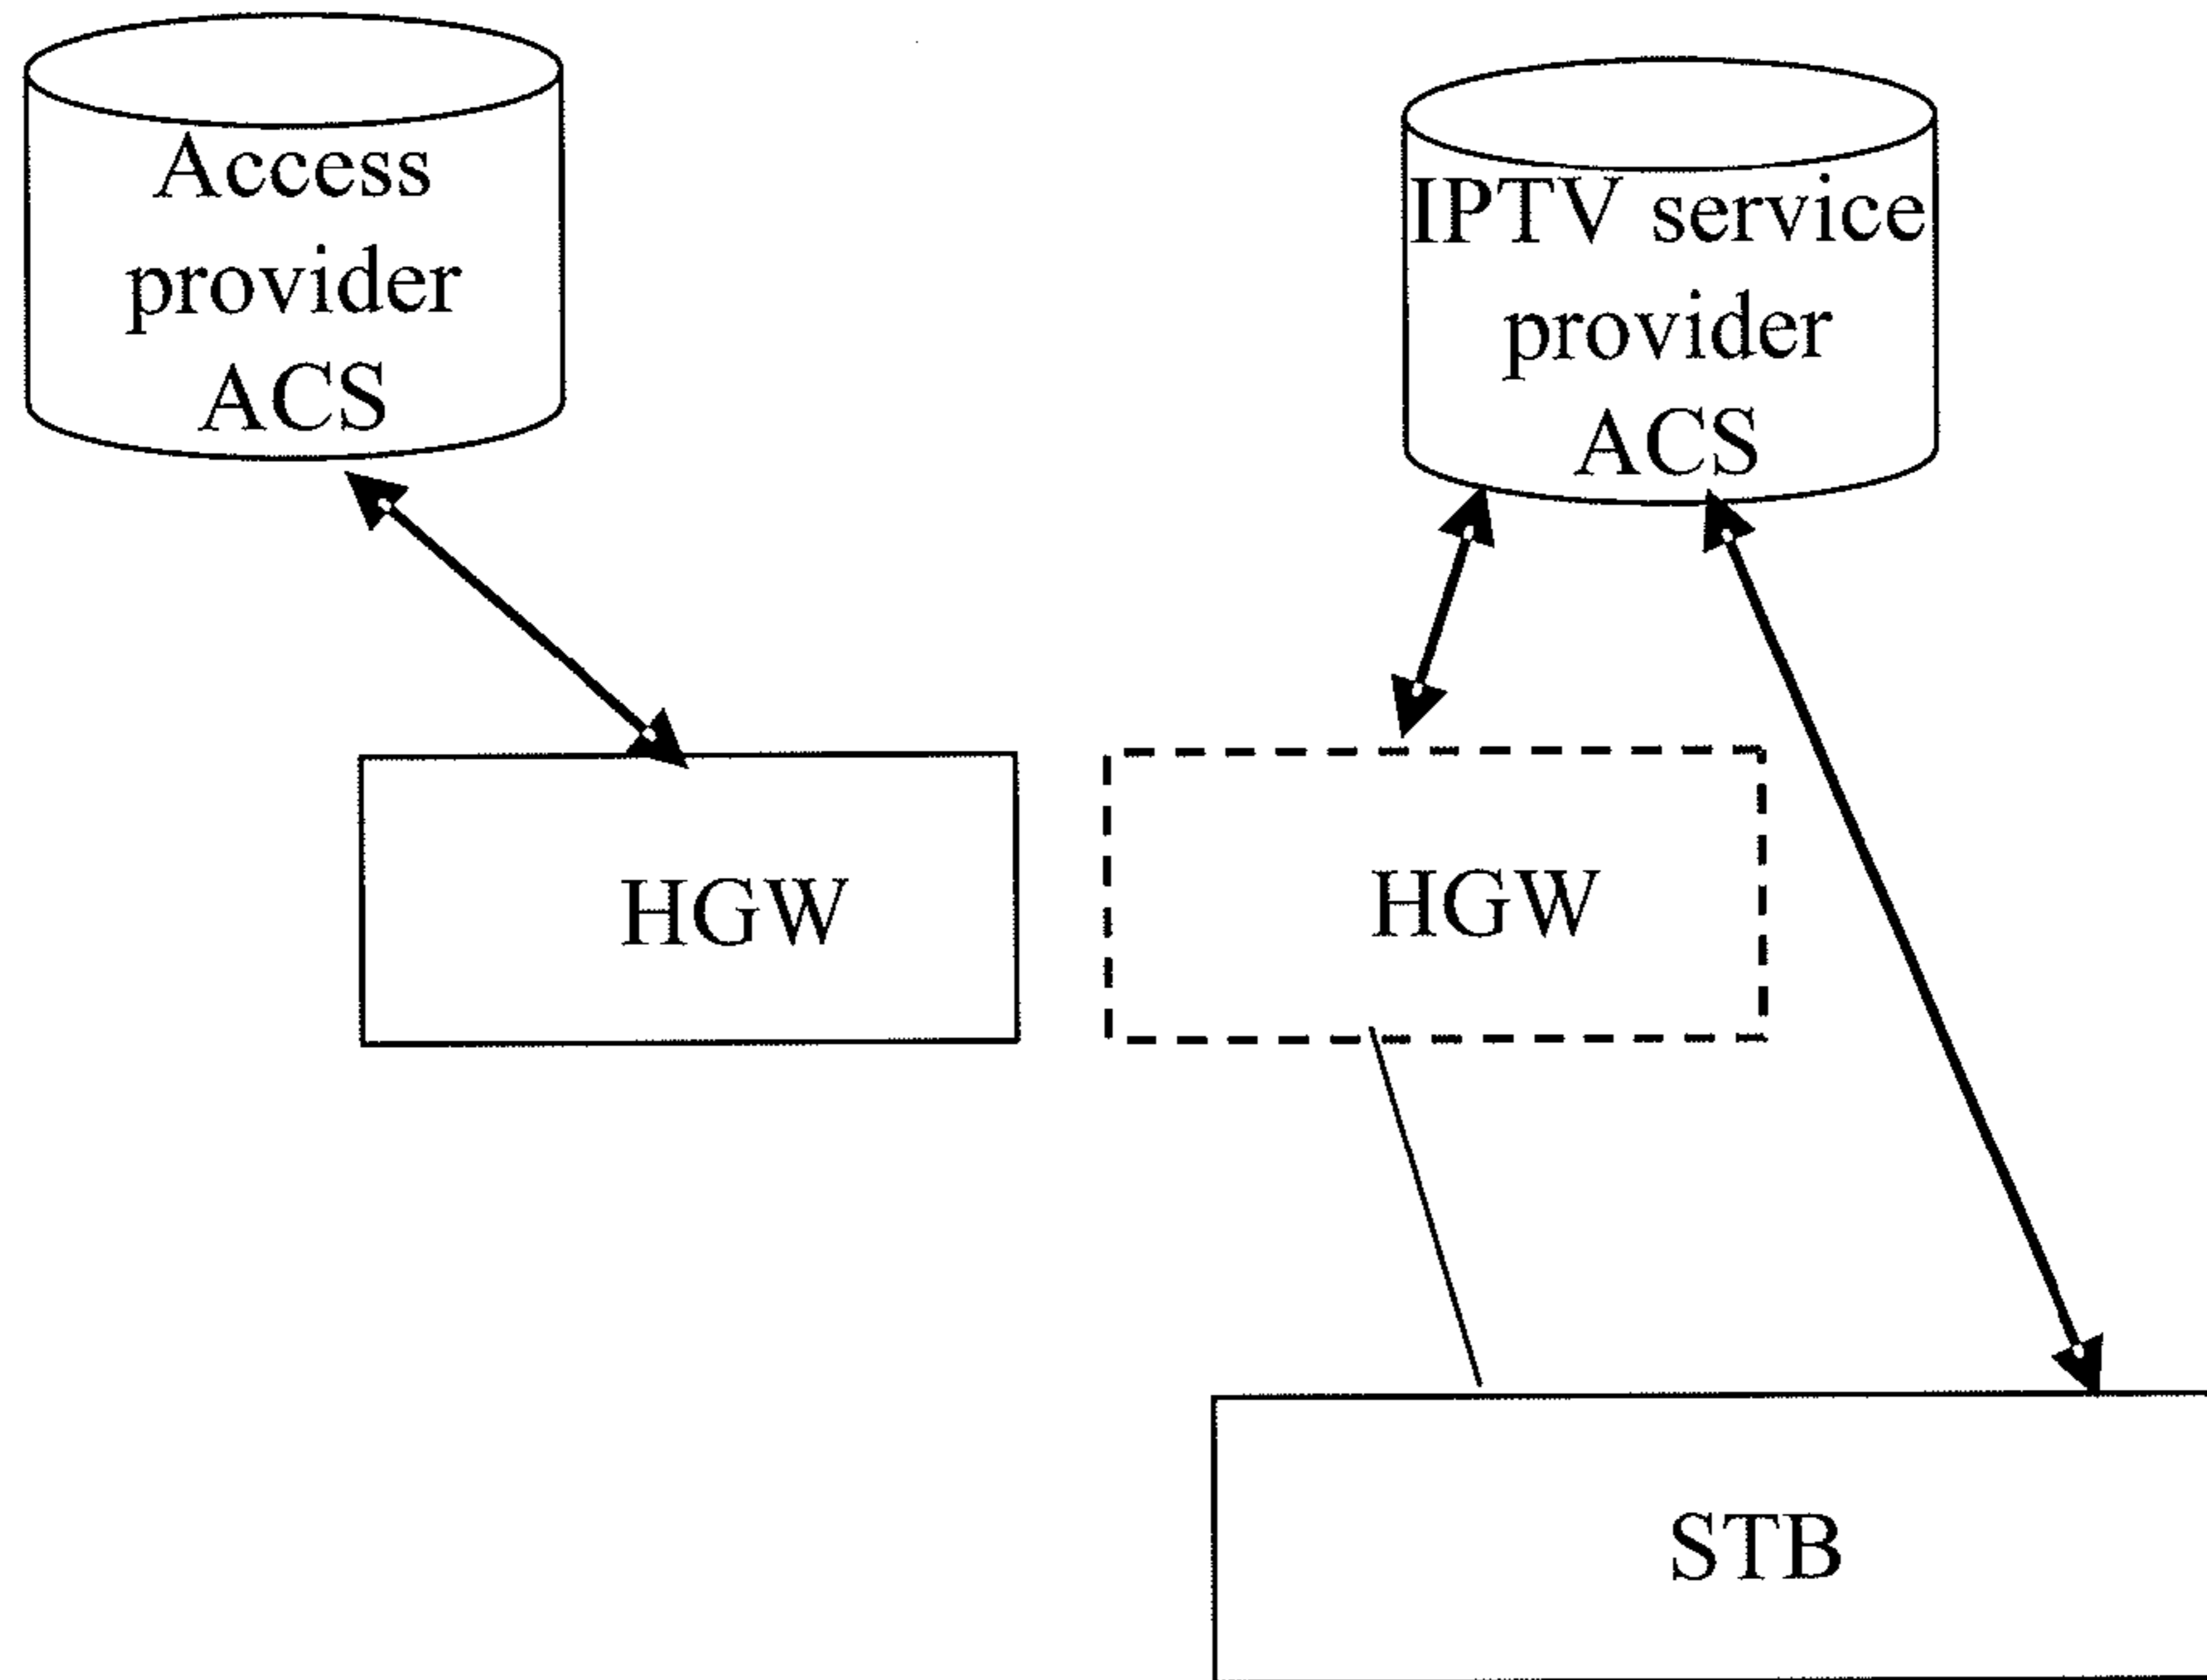 Access
provider
ACS
IPTV service
provider
ACS
HGW
HGW
STB